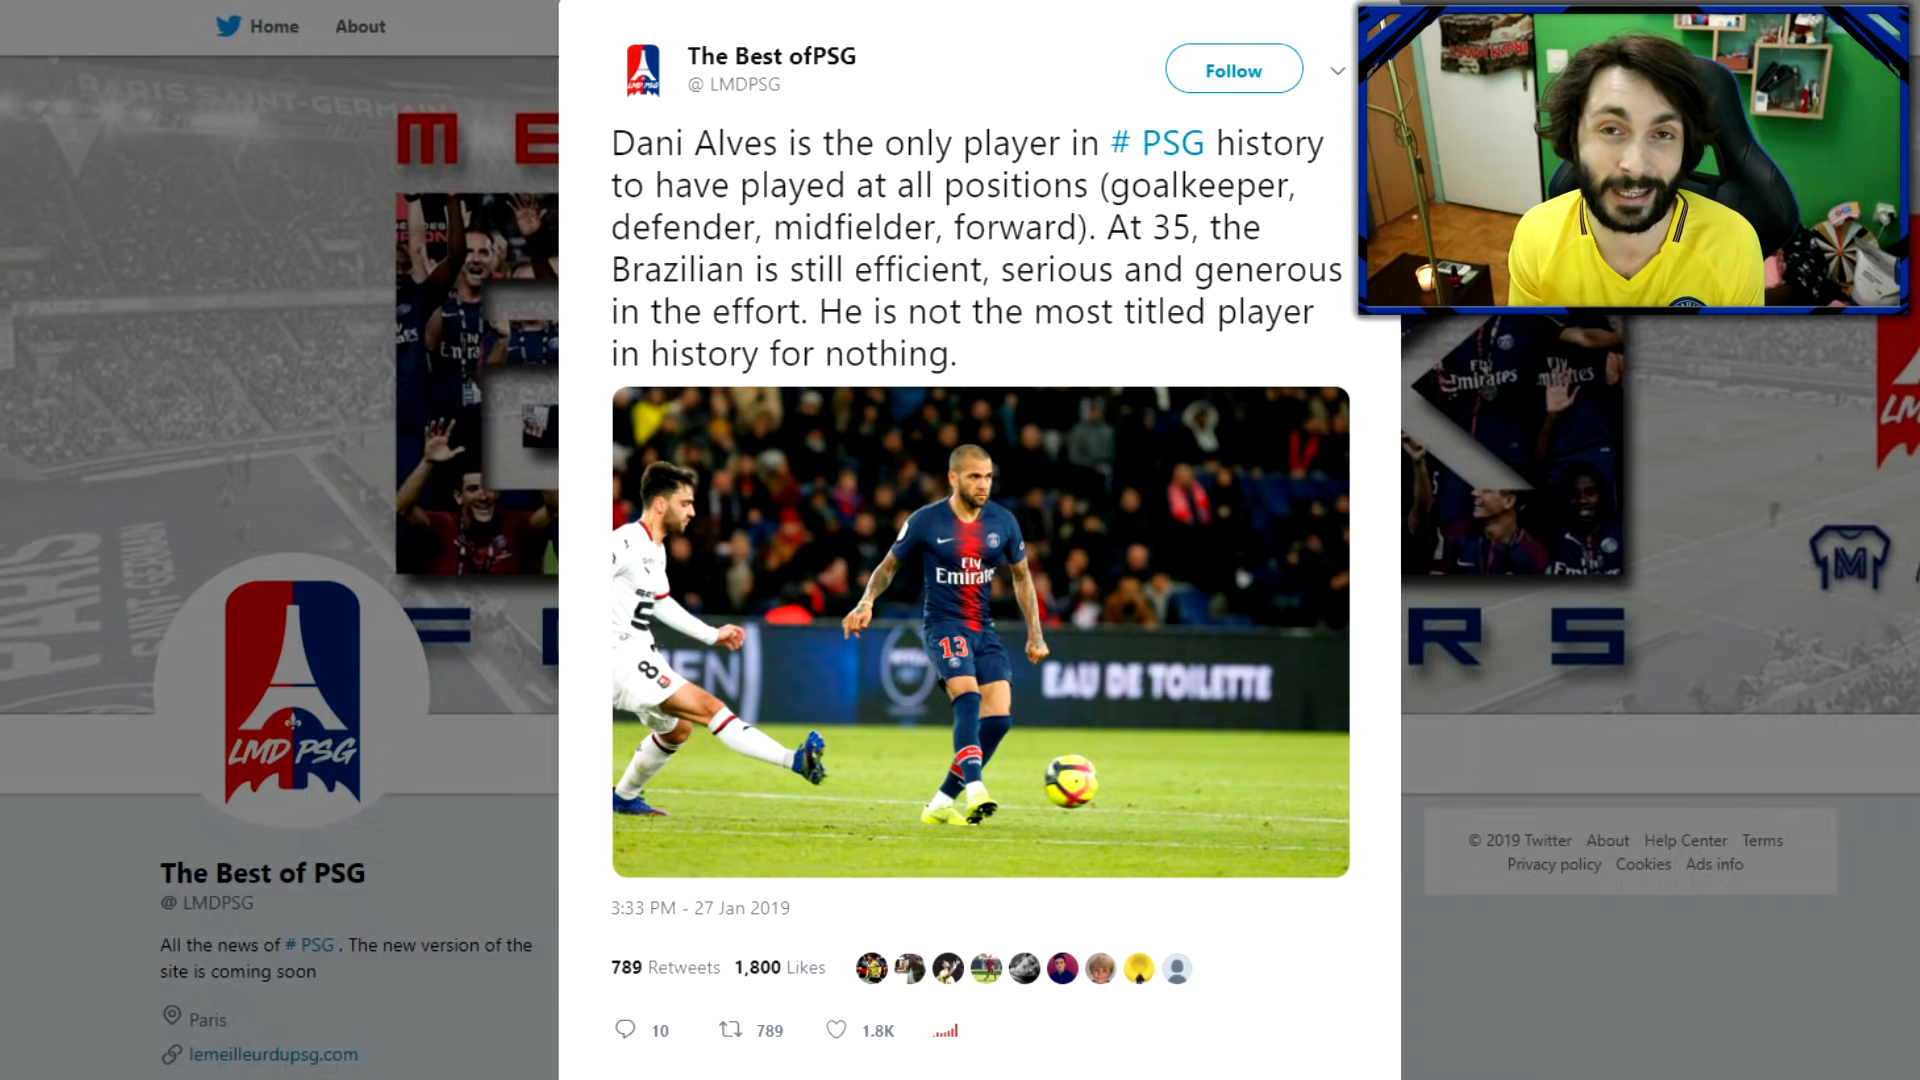 Home About
The Best ofPSG
@ LMDPSG
Follow
Dani Alves is the only player in # PSG history
to have played at all positions (goalkeeper,
defender, midfielder, forward). At 35, the
Brazilian is still efficient, serious and generous
in the effort. He is not the most titled player
in history for nothing.
Fly
Emirates
13
8
EAU DE TOILETTE
3:33 PM - 27 Jan 2019
789 Retweets 1,800 Likes
10 789 1.8K
M E
R S
M
PARIS
SAINT-GERMAIN
LMD PSG
The Best of PSG
@ LMDPSG
All the news of # PSG . The new version of the
site is coming soon
Paris
lemeilleurdupsg.com
© 2019 Twitter About Help Center Terms
Privacy policy Cookies Ads info